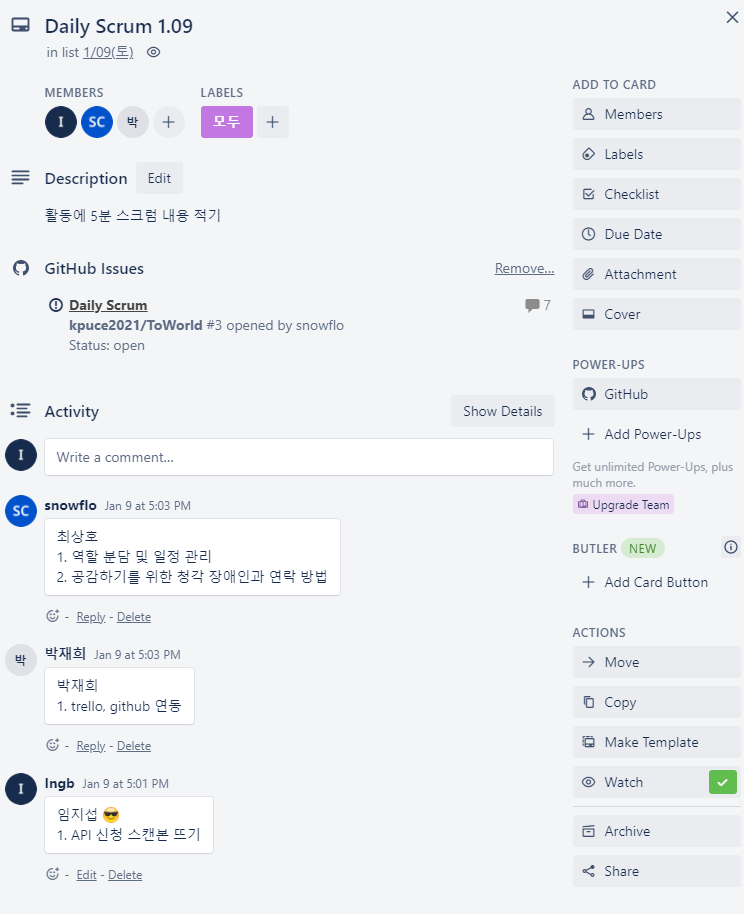 Daily Scrum 1.09
in list 1/09(토)
MEMBERS
LABELS
I SC 박
모두
Description Edit
활동에 5분 스크럼 내용 적기
GitHub Issues Remove...
Daily Scrum 7
kpuce2021/ToWorld #3 opened by snowflo
Status: open
Activity Show Details
I Write a comment...
SC snowflo Jan 9 at 5:03 PM
최상호
1. 역할 분담 및 일정 관리
2. 공감하기를 위한 청각 장애인과 연락 방법
- Reply - Delete
박 박재희 Jan 9 at 5:03 PM
박재희
1. trello, github 연동
- Reply - Delete
I Ingb Jan 9 at 5:01 PM
임지섭 😎
1. API 신청 스캔본 뜨기
- Edit - Delete
ADD TO CARD
Members
Labels
Checklist
Due Date
Attachment
Cover
POWER-UPS
GitHub
Add Power-Ups
Get unlimited Power-Ups, plus
much more.
Upgrade Team
BUTLER NEW
Add Card Button
ACTIONS
Move
Copy
Make Template
Watch
Archive
Share